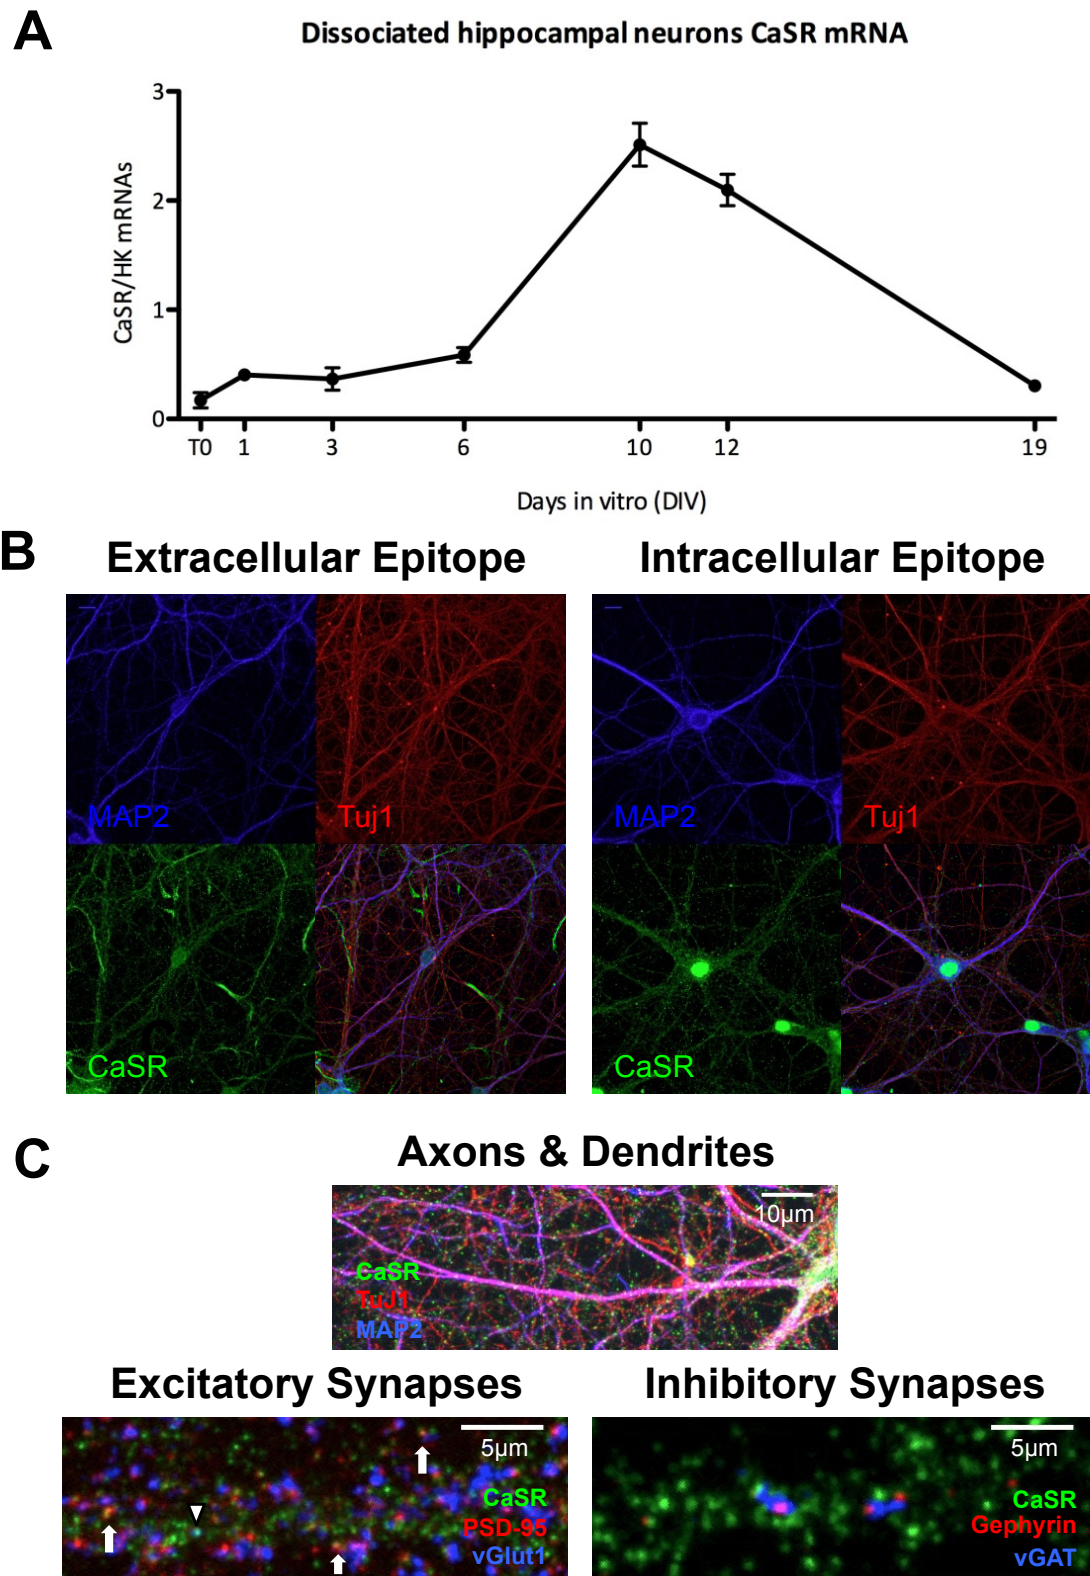 A
Dissociated hippocampal neurons CaSR mRNA
CaSR/HK mRNAs
3
2
1
0
T0 1 3 6 10 12 19
Days in vitro (DIV)
B
Extracellular Epitope
Intracellular Epitope
MAP2
Tuj1
MAP2
Tuj1
CaSR
CaSR
C
Axons & Dendrites
10μm
CaSR
TuJ1
MAP2
Excitatory Synapses
Inhibitory Synapses
5μm
CaSR
PSD-95
vGlut1
5μm
CaSR
Gephyrin
vGAT